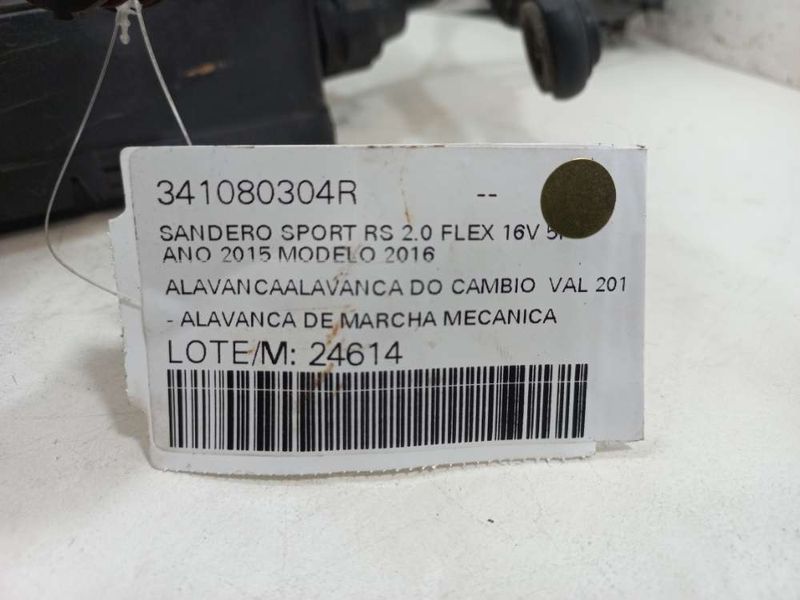 341080304R --
SANDERO SPORT RS 2.0 FLEX 16V
ANO 2015 MODELO 2016
ALAVANCAALAVANCA DO CAMBIO VAL 201
- ALAVANCA DE MARCHA MECANICA
LOTE/M: 24614